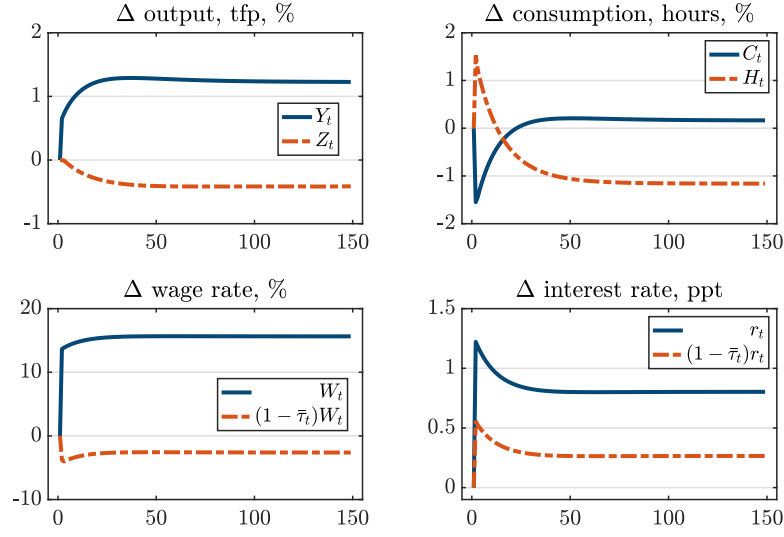 Δ output, tfp, %
2
1
0
-1
Y_t
Z_t
0
50
100
150
Δ consumption, hours, %
2
1
0
-1
-2
C_t
H_t
0
50
100
150
Δ wage rate, %
20
10
0
-10
W_t
(1 − τ̄_t)W_t
0
50
100
150
Δ interest rate, ppt
1.5
1
0.5
0
r_t
(1 − τ̄_t)r_t
0
50
100
150